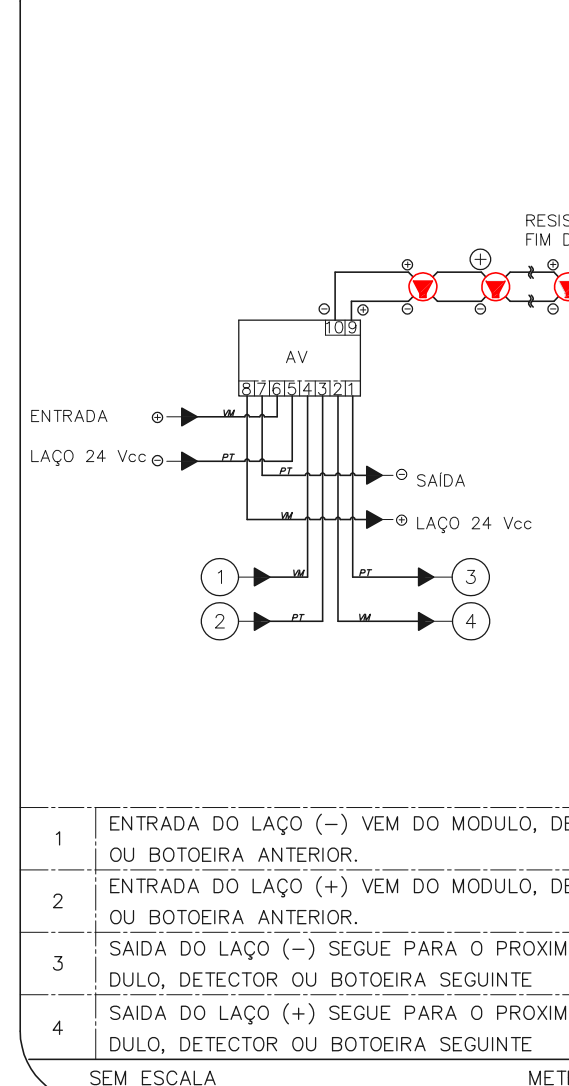 RESIS
FIM D
10 9
AV
8 7 6 5 4 3 2 1
ENTRADA VM
LAÇO 24 Vcc PT
PT SAÍDA
VM LAÇO 24 Vcc
1 VM PT 3
2 PT VM 4
1 ENTRADA DO LAÇO (−) VEM DO MODULO, DE
OU BOTOEIRA ANTERIOR.
2 ENTRADA DO LAÇO (+) VEM DO MODULO, DE
OU BOTOEIRA ANTERIOR.
3 SAIDA DO LAÇO (−) SEGUE PARA O PROXIM
DULO, DETECTOR OU BOTOEIRA SEGUINTE
4 SAIDA DO LAÇO (+) SEGUE PARA O PROXIM
DULO, DETECTOR OU BOTOEIRA SEGUINTE
SEM ESCALA METR